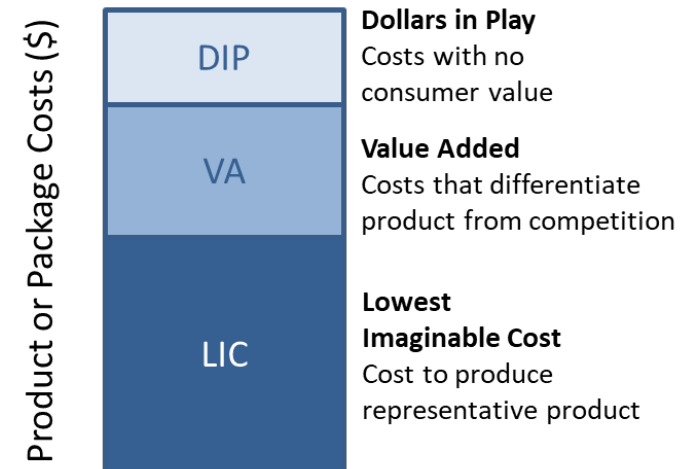 Product or Package Costs ($)
DIP
Dollars in Play
Costs with no
consumer value
VA
Value Added
Costs that differentiate
product from competition
LIC
Lowest
Imaginable Cost
Cost to produce
representative product